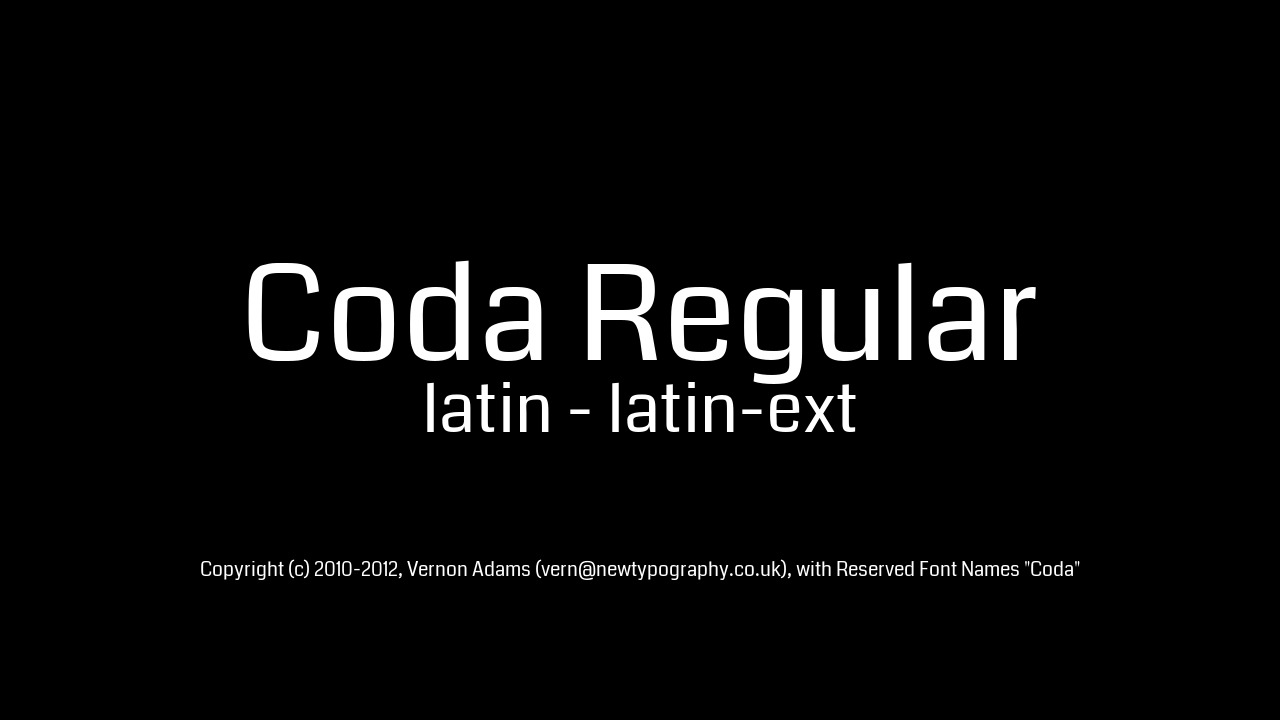 Coda Regular
latin - latin-ext
Copyright (c) 2010-2012, Vernon Adams (vern@newtypography.co.uk), with Reserved Font Names "Coda"